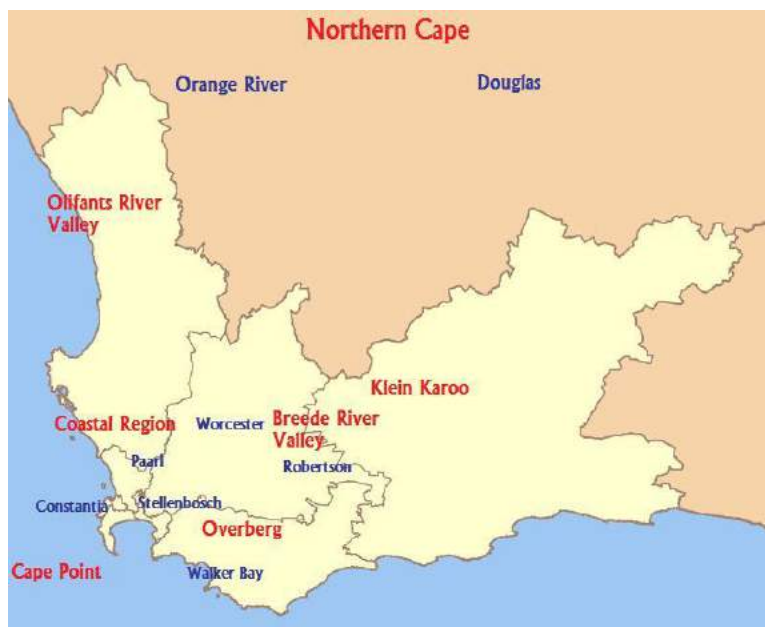 Northern Cape
Orange River
Douglas
Olifants River
Valley
Klein Karoo
Coastal Region
Worcester
Breede River
Valley
Paarl
Robertson
Constantia
Stellenbosch
Overberg
Cape Point
Walker Bay